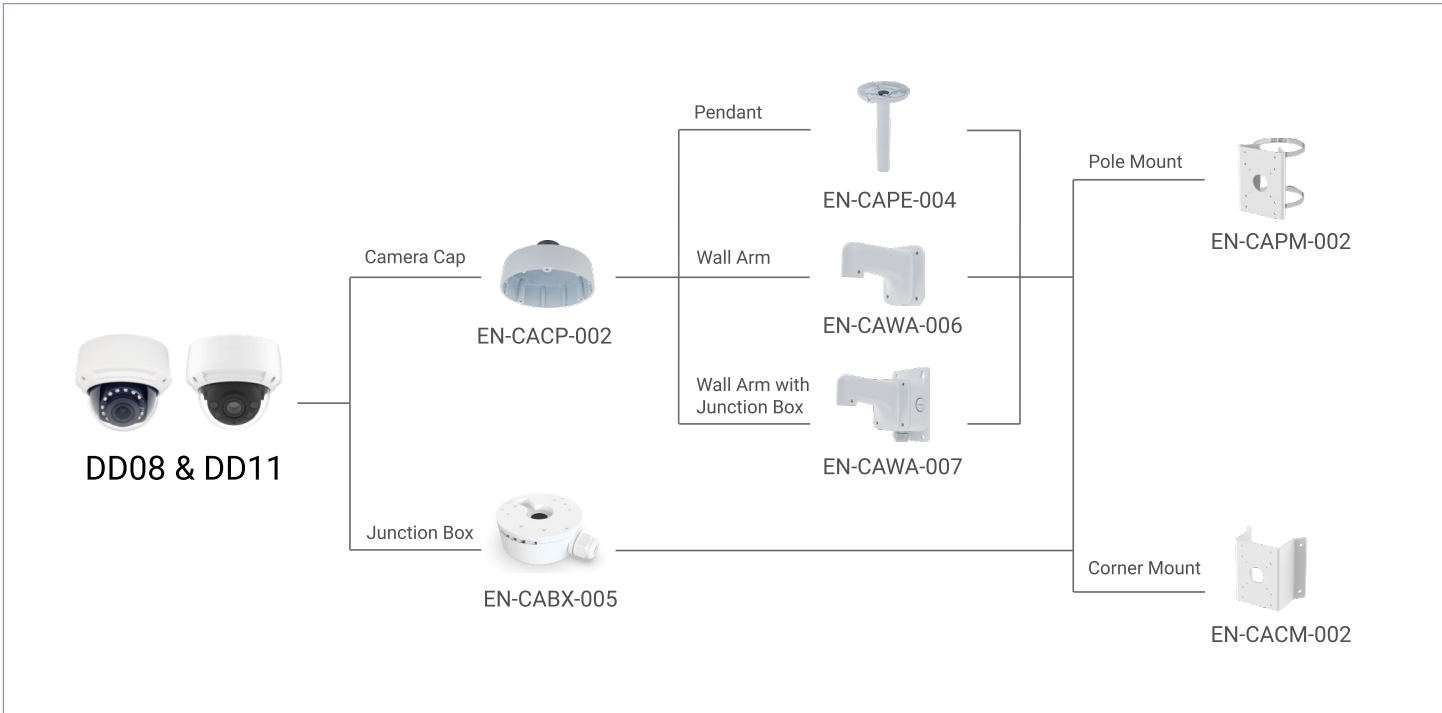 Pendant
EN-CAPE-004
Pole Mount
EN-CAPM-002
Camera Cap
EN-CACP-002
Wall Arm
EN-CAWA-006
Wall Arm with
Junction Box
EN-CAWA-007
DD08 & DD11
Junction Box
EN-CABX-005
Corner Mount
EN-CACM-002